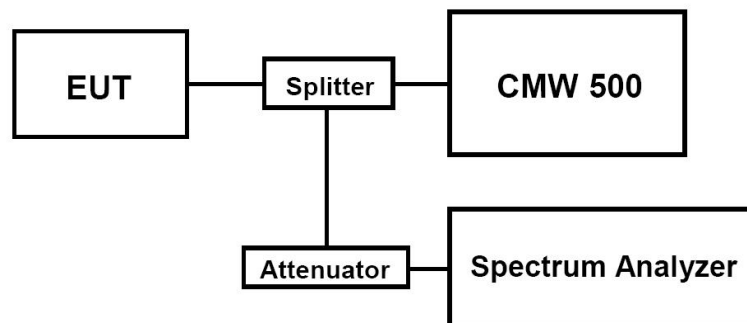 EUT
Splitter
CMW 500
Attenuator
Spectrum Analyzer